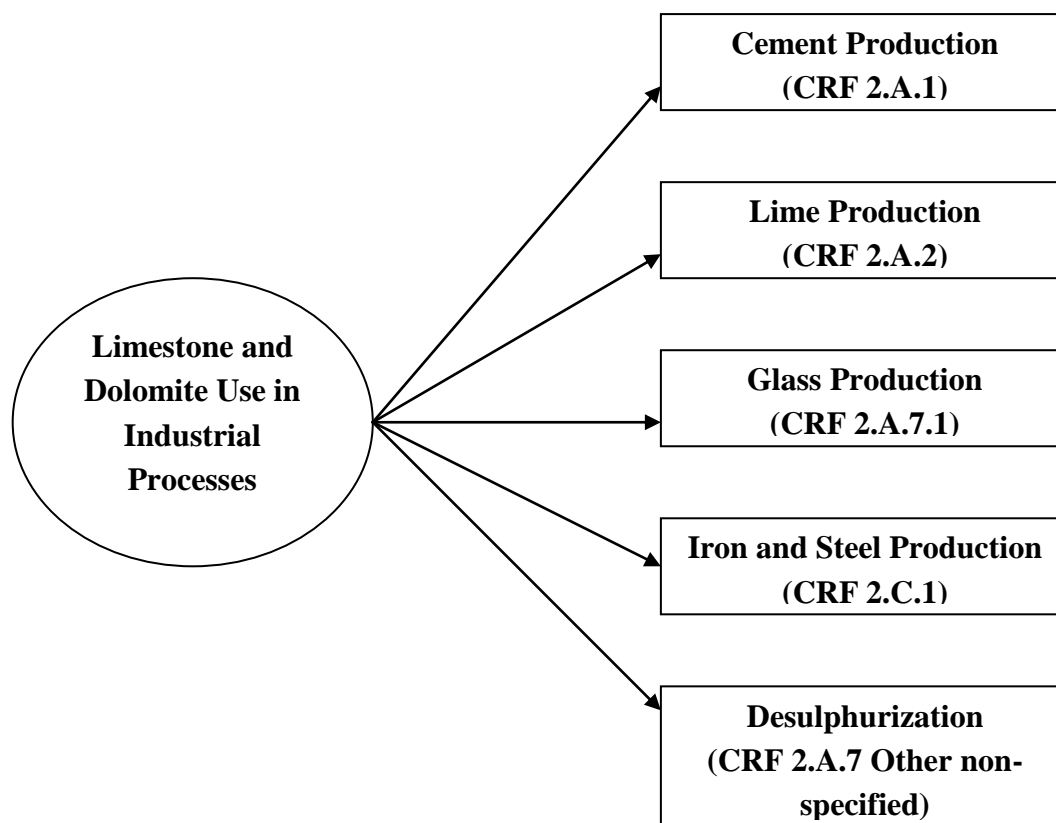 Cement Production
(CRF 2.A.1)
Lime Production
(CRF 2.A.2)
Limestone and
Dolomite Use in
Industrial
Processes
Glass Production
(CRF 2.A.7.1)
Iron and Steel Production
(CRF 2.C.1)
Desulphurization
(CRF 2.A.7 Other non-
specified)